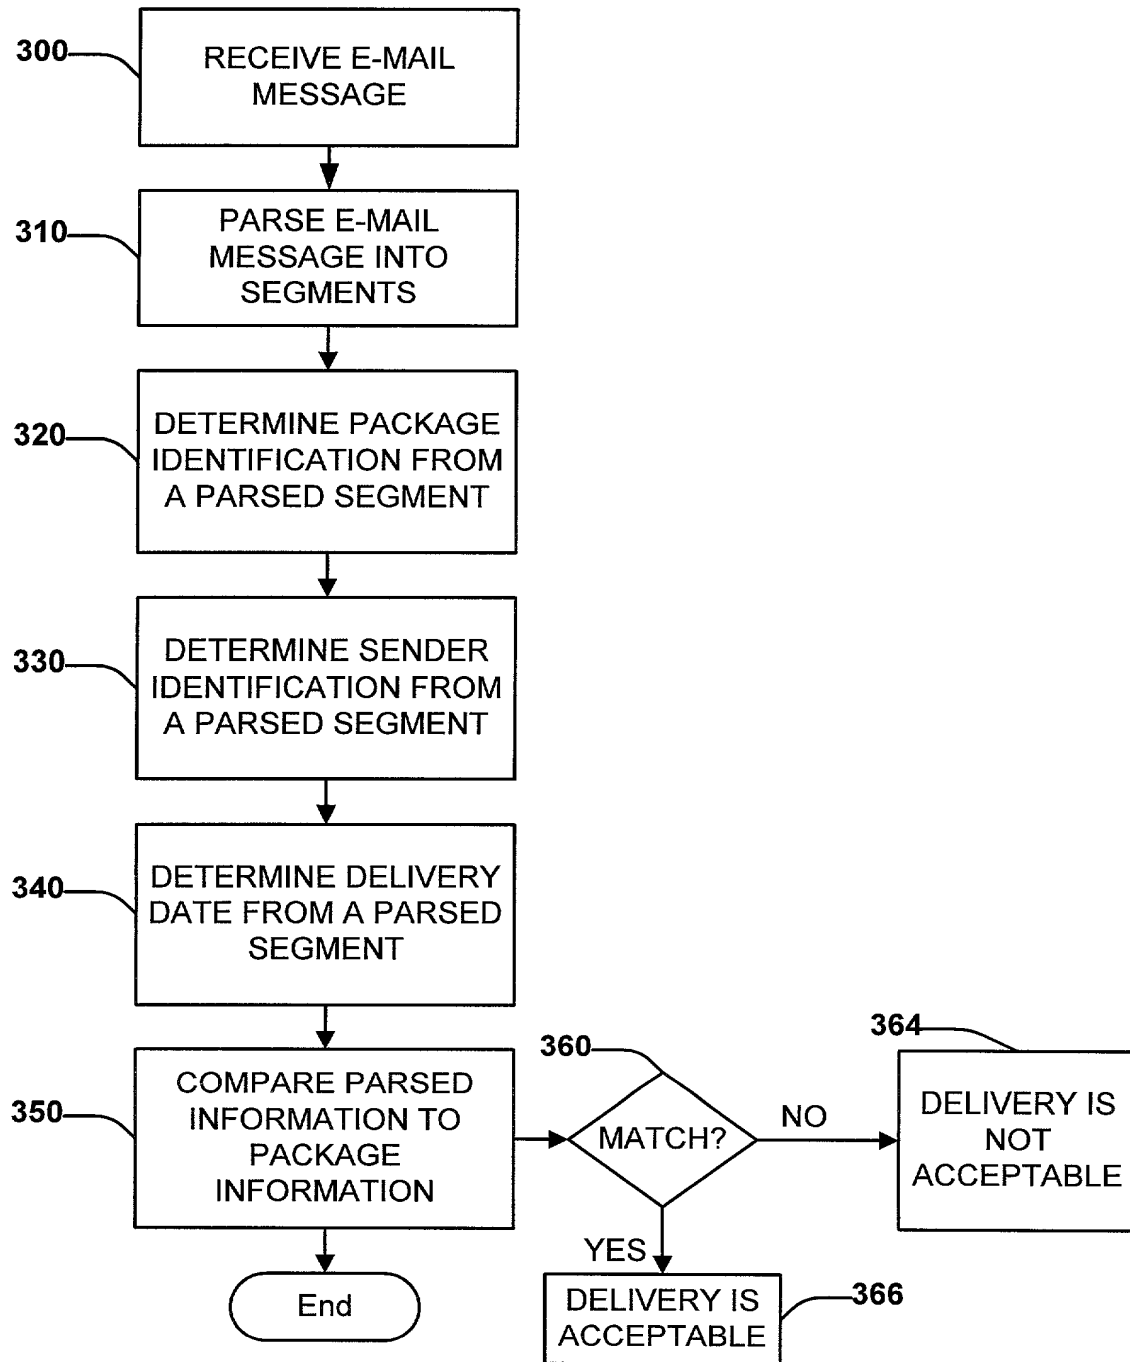 300
RECEIVE E-MAIL
MESSAGE
310
PARSE E-MAIL
MESSAGE INTO
SEGMENTS
320
DETERMINE PACKAGE
IDENTIFICATION FROM
A PARSED SEGMENT
330
DETERMINE SENDER
IDENTIFICATION FROM
A PARSED SEGMENT
340
DETERMINE DELIVERY
DATE FROM A PARSED
SEGMENT
350
COMPARE PARSED
INFORMATION TO
PACKAGE
INFORMATION
360
MATCH?
NO
364
DELIVERY IS
NOT
ACCEPTABLE
YES
366
DELIVERY IS
ACCEPTABLE
End